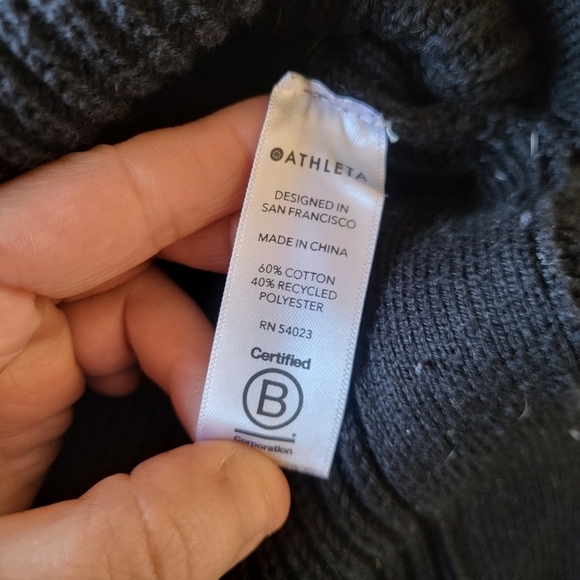 ATHLETA
DESIGNED IN
SAN FRANCISCO
MADE IN CHINA
60% COTTON
40% RECYCLED
POLYESTER
RN 54023
Certified
B
Corporation